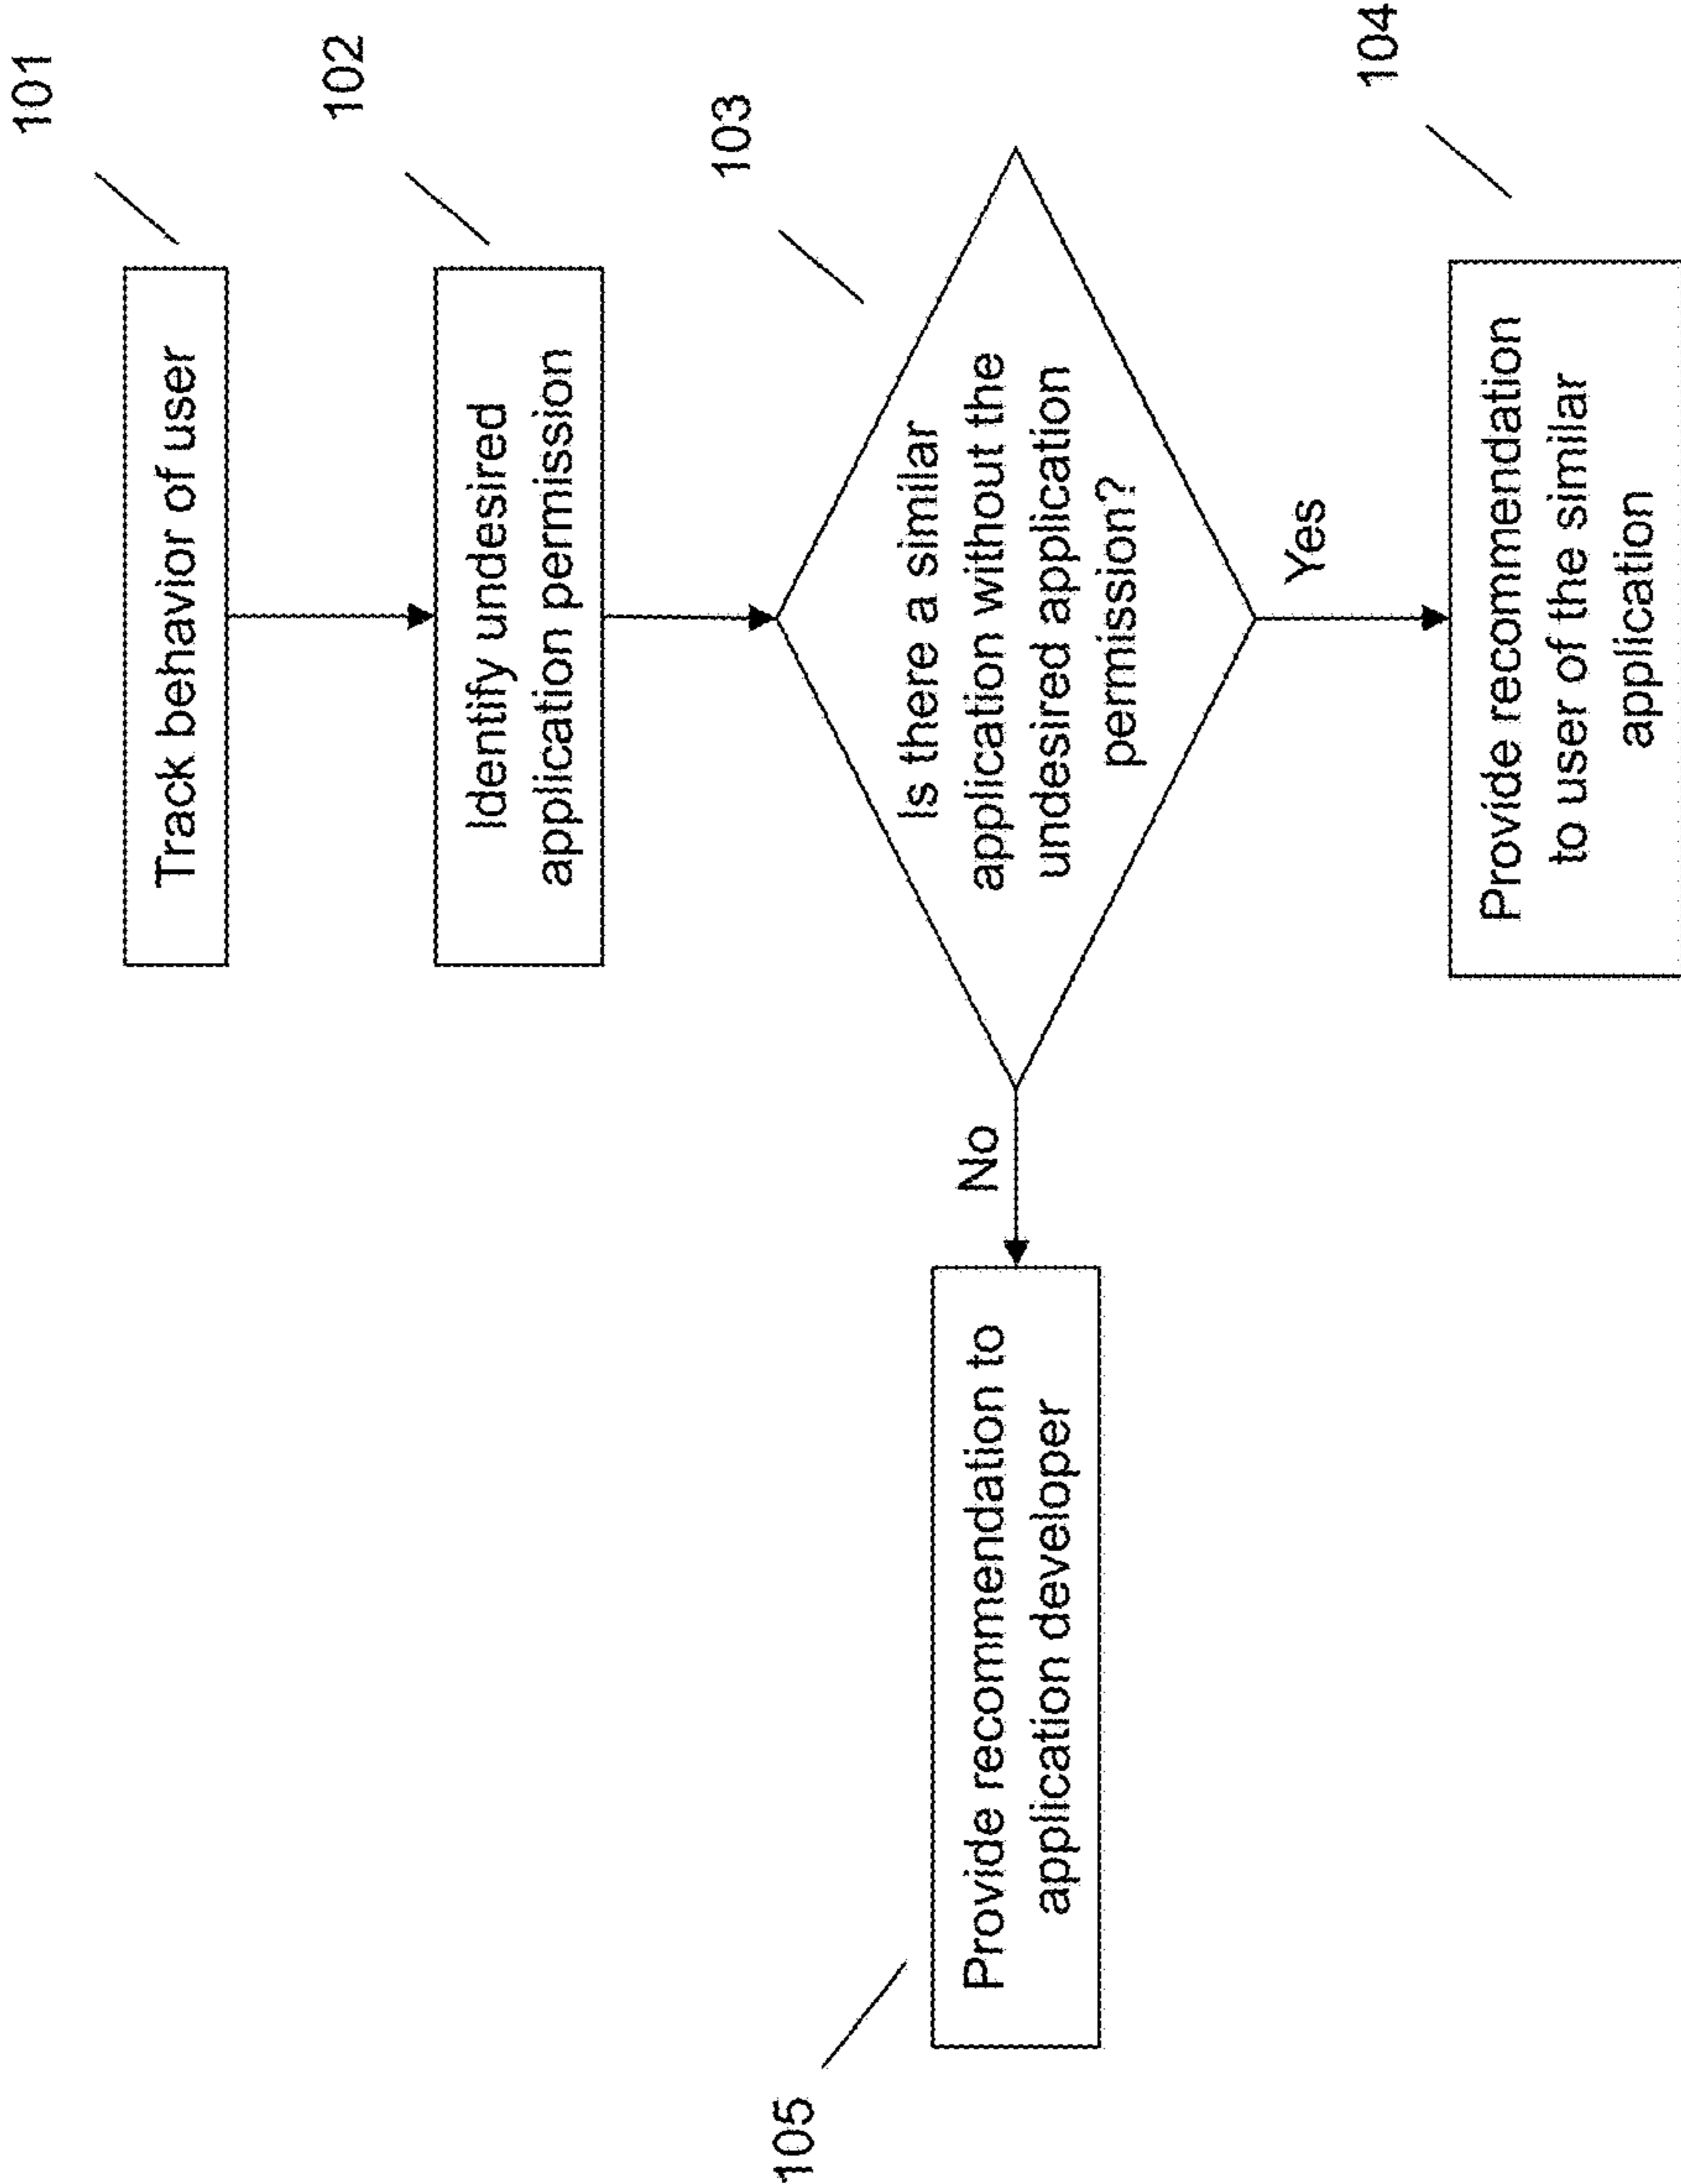 101
Track behavior of user
102
Identify undesired
application permission
103
Is there a similar
application without the
undesired application
permission?
No
Yes
105
Provide recommendation to
application developer
104
Provide recommendation
to user of the similar
application